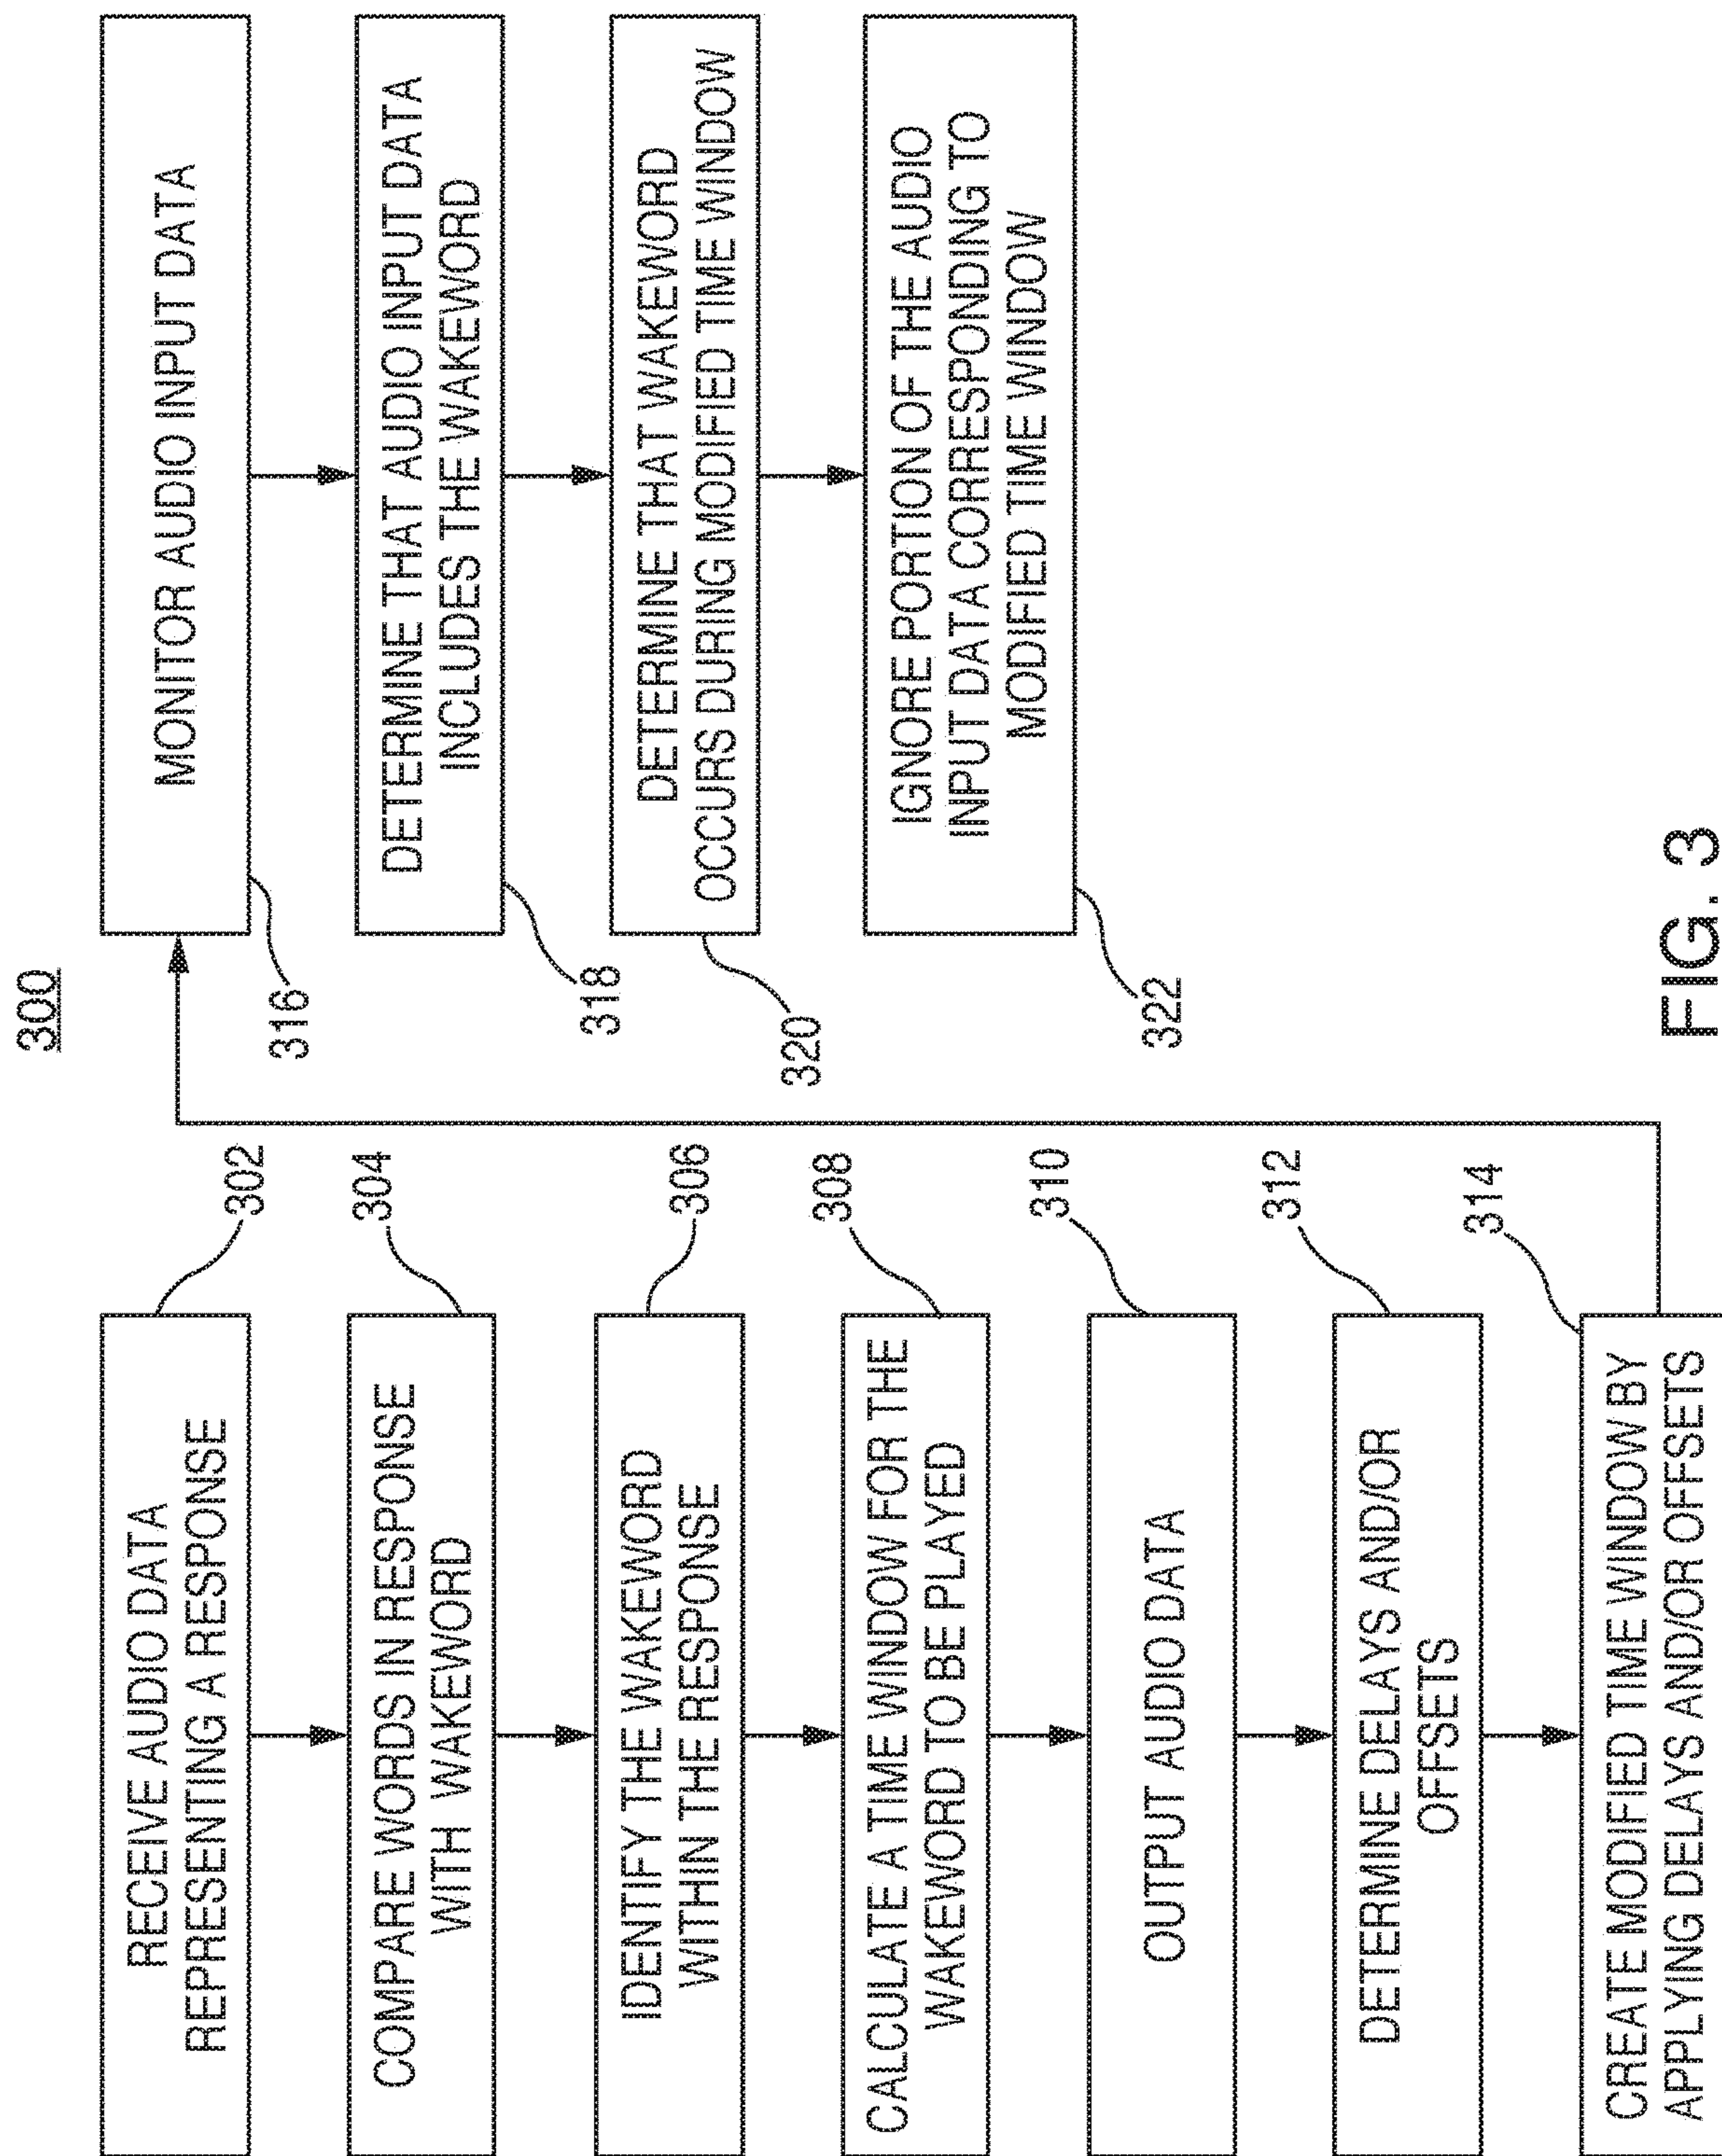 300
RECEIVE AUDIO DATA
REPRESENTING A RESPONSE
302
COMPARE WORDS IN RESPONSE
WITH WAKEWORD
304
IDENTIFY THE WAKEWORD
WITHIN THE RESPONSE
306
CALCULATE A TIME WINDOW FOR THE
WAKEWORD TO BE PLAYED
308
OUTPUT AUDIO DATA
310
DETERMINE DELAYS AND/OR
OFFSETS
312
CREATE MODIFIED TIME WINDOW BY
APPLYING DELAYS AND/OR OFFSETS
314
MONITOR AUDIO INPUT DATA
316
DETERMINE THAT AUDIO INPUT DATA
INCLUDES THE WAKEWORD
318
DETERMINE THAT WAKEWORD
OCCURS DURING MODIFIED TIME WINDOW
320
IGNORE PORTION OF THE AUDIO
INPUT DATA CORRESPONDING TO
MODIFIED TIME WINDOW
322
FIG. 3